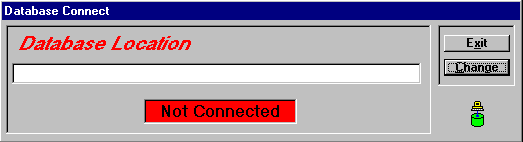 Database Connect
Database Location
Exit
Change
Not Connected